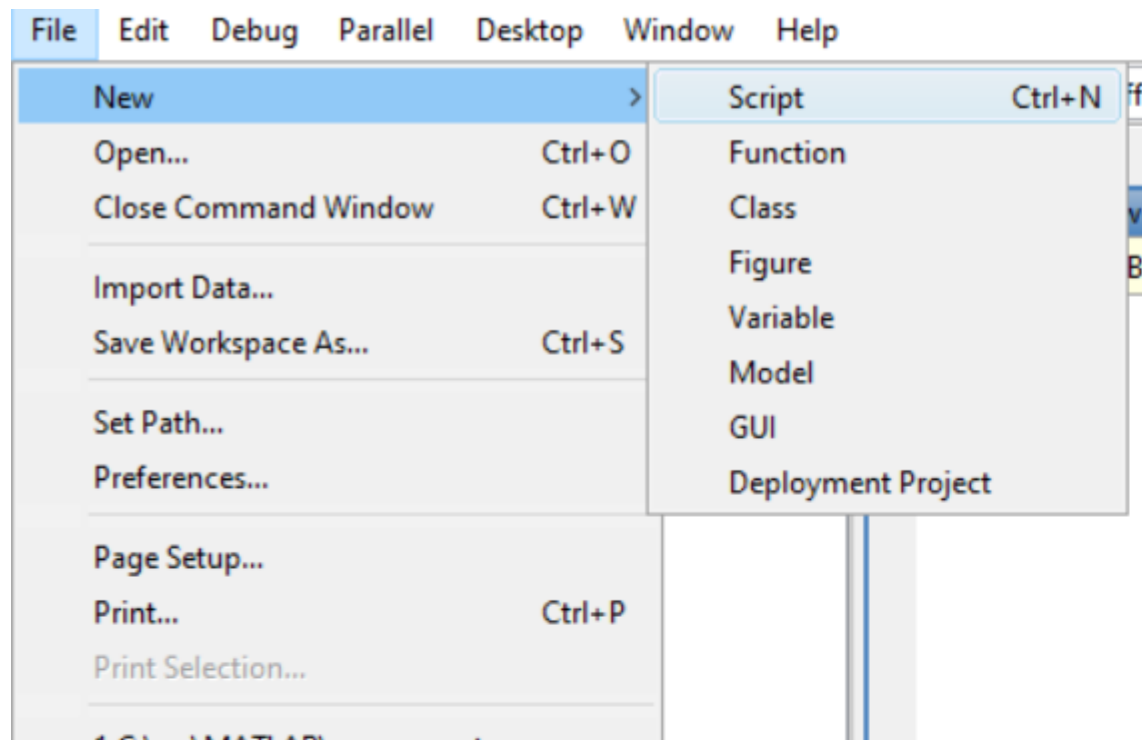 File Edit Debug Parallel Desktop Window Help
New >
Open... Ctrl+O
Close Command Window Ctrl+W
Import Data...
Save Workspace As... Ctrl+S
Set Path...
Preferences...
Page Setup...
Print... Ctrl+P
Print Selection...
Script Ctrl+N
Function
Class
Figure
Variable
Model
GUI
Deployment Project